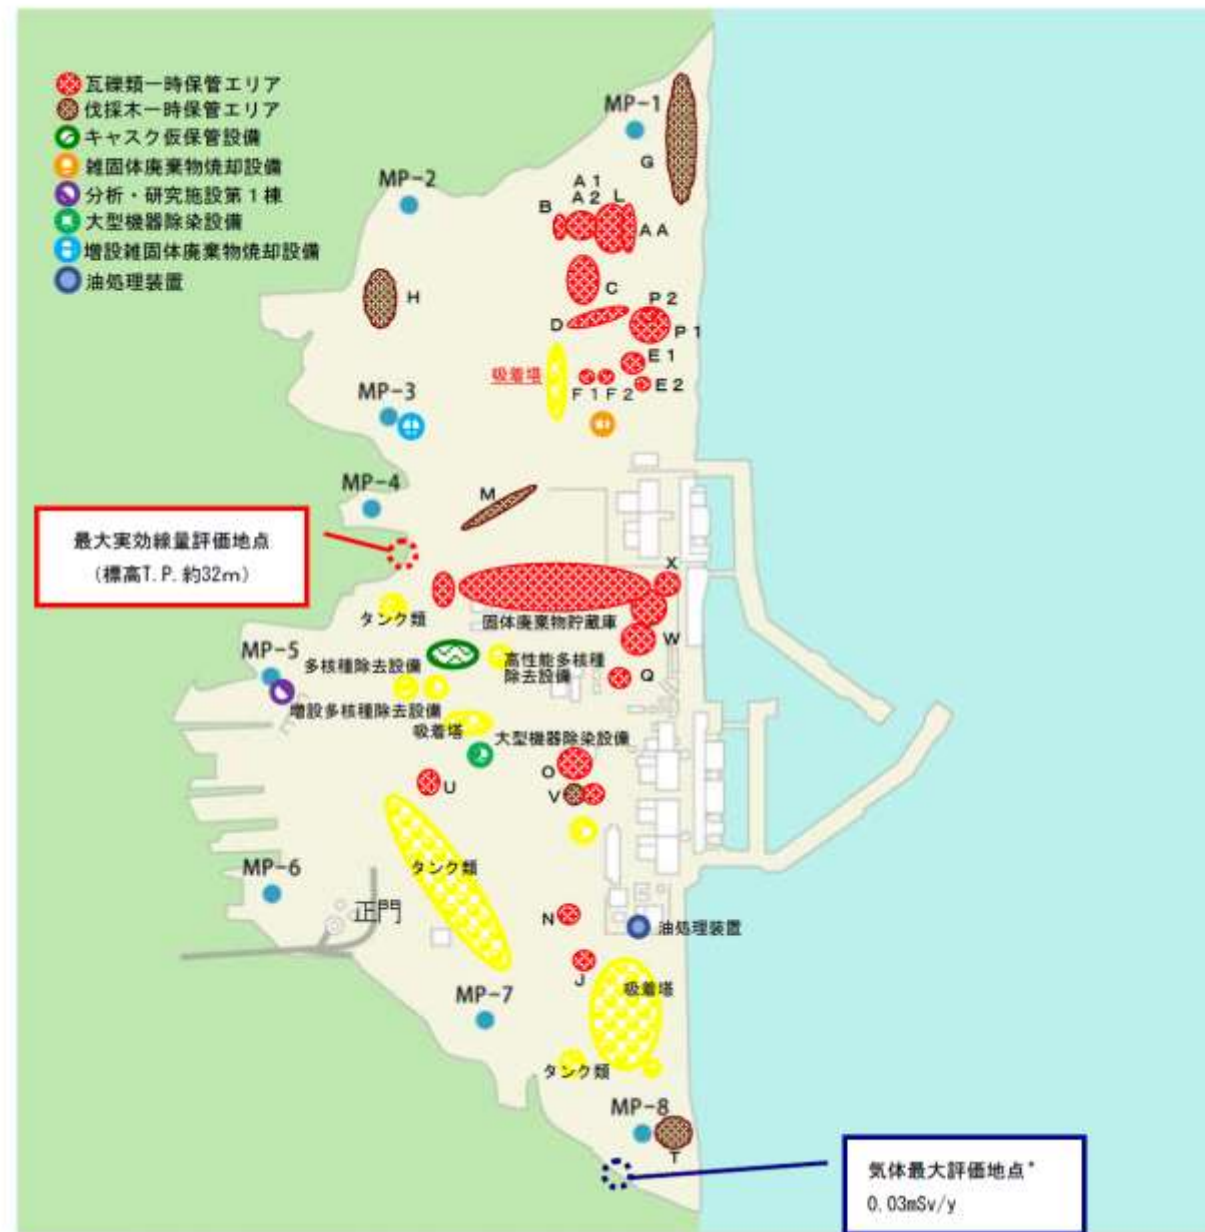 瓦礫類一時保管エリア
伐採木一時保管エリア
キャスク仮保管設備
雑固体廃棄物焼却設備
分析・研究施設第1棟
大型機器除染設備
増設雑固体廃棄物焼却設備
油処理装置
MP-1
G
MP-2
A1
A2
L
B
AA
H
C
P2
D
P1
E1
吸着塔
E2
F1
F2
MP-3
MP-4
M
最大実効線量評価地点
(標高T.P.約32m)
X
タンク類
固体廃棄物貯蔵庫
W
MP-5
多核種除去設備
高性能多核種
除去設備
Q
増設多核種除去設備
吸着塔
大型機器除染設備
O
U
V
タンク類
MP-6
正門
N
油処理装置
J
吸着塔
MP-7
タンク類
MP-8
T
気体最大評価地点*
0.03mSv/y